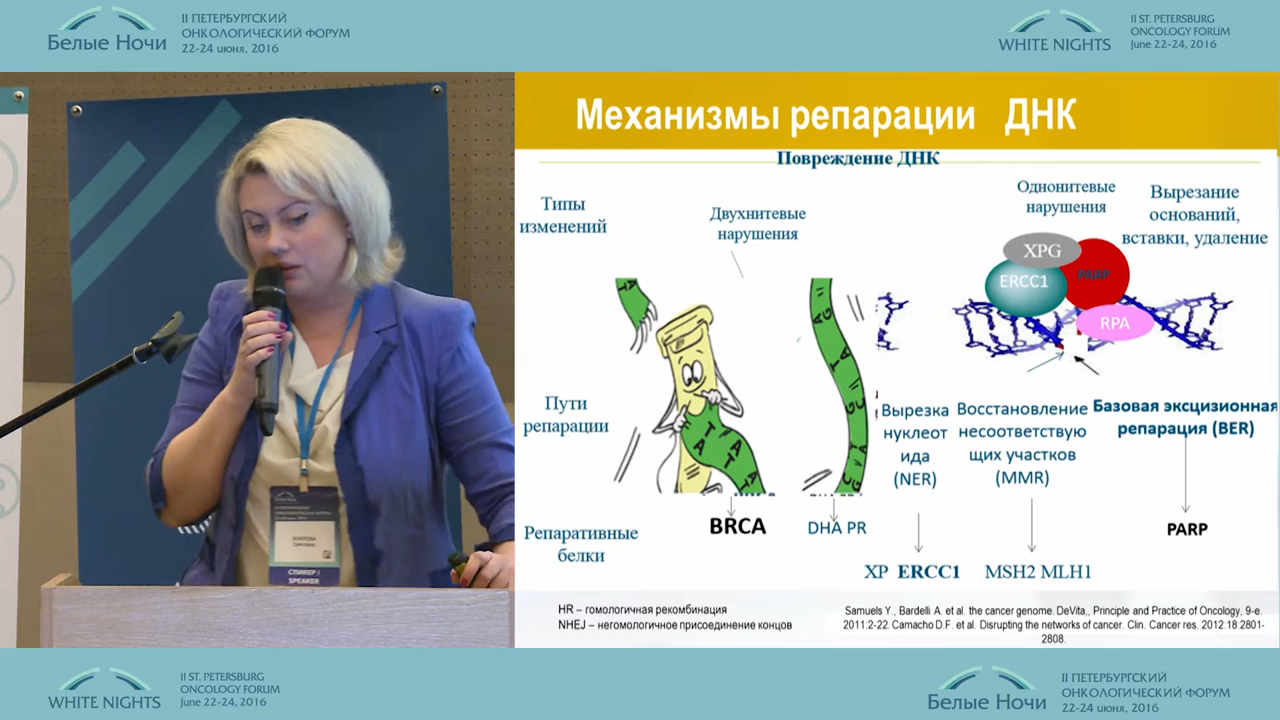 II ПЕТЕРБУРГСКИЙ
ОНКОЛОГИЧЕСКИЙ ФОРУМ
Белые Ночи
22-24 июня, 2016
II ST. PETERSBURG
ONCOLOGY FORUM
WHITE NIGHTS
June 22-24, 2016
Механизмы репарации ДНК
Повреждение ДНК
Типы
изменений
Двухнитевые
нарушения
Однонитевые
нарушения
Вырезание
оснований,
вставки, удаление
XPG
ERCC1
PARP
RPA
Пути
репарации
Вырезка
нуклеот
ида
(NER)
Восстановление
несоответствую
щих участков
(MMR)
Базовая эксцизионная
репарация (BER)
Репаративные
белки
BRCA
DHA PR
PARP
XP ERCC1
MSH2 MLH1
HR – гомологичная рекомбинация
NHEJ – негомологичное присоединение концов
Samuels Y., Bardelli A. et al. the cancer genome. DeVita,, Principle and Practice of Oncology, 9-e.
2011:2-22. Camacho D.F. et al. Disrupting the networks of cancer. Clin. Cancer res. 2012:18.2801-
2808.
СПИКЕР /
SPEAKER
II ST. PETERSBURG
ONCOLOGY FORUM
WHITE NIGHTS
June 22-24, 2016
II ПЕТЕРБУРГСКИЙ
ОНКОЛОГИЧЕСКИЙ ФОРУМ
Белые Ночи
22-24 июня, 2016